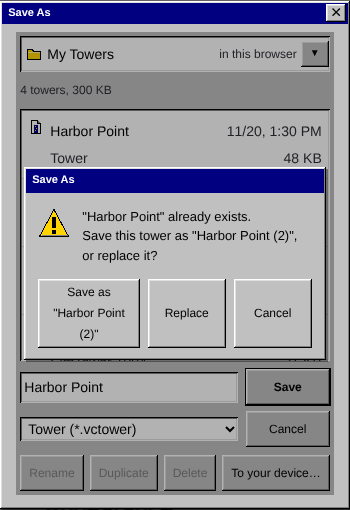 Save As
My Towers in this browser
4 towers, 300 KB
Harbor Point 11/20, 1:30 PM
Tower 48 KB
Save As
"Harbor Point" already exists.
Save this tower as "Harbor Point (2)",
or replace it?
Save as
"Harbor Point
(2)"
Replace
Cancel
Harbor Point
Save
Tower (*.vctower)
Cancel
Rename
Duplicate
Delete
To your device…